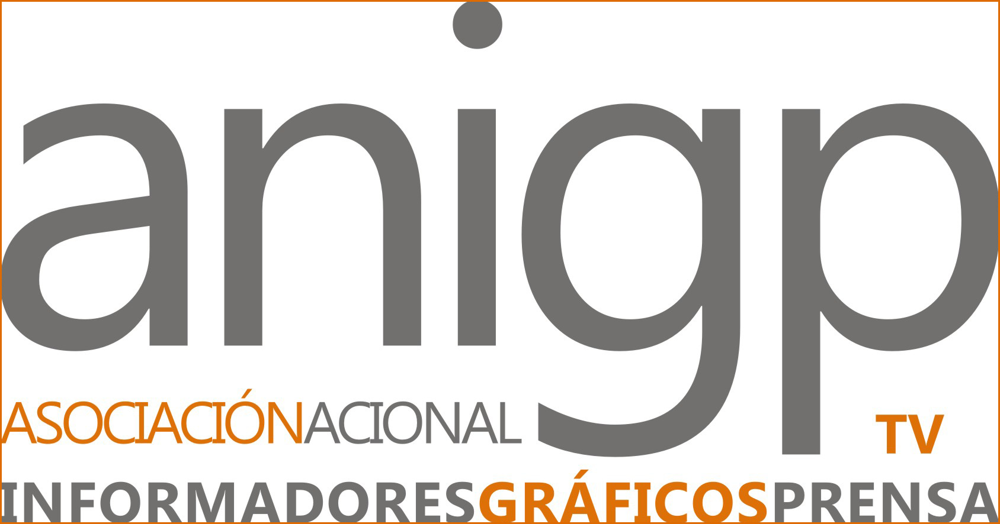 anigp
ASOCIACIÓNACIONAL
TV
INFORMADORESGRÁFICOSPRENSA